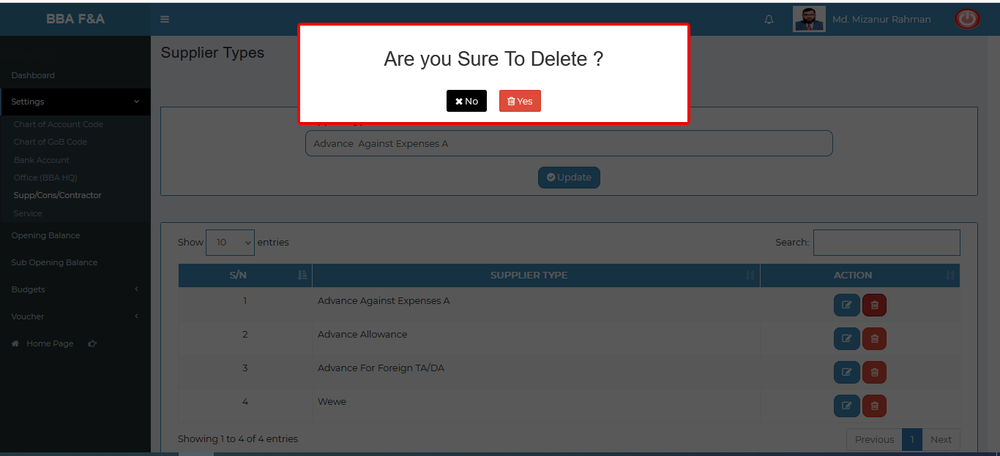 BBA F&A
Md. Mizanur Rahman
Supplier Types
Are you Sure To Delete ?
No
Yes
Dashboard
Settings
Chart of Account Code
Chart of GoB Code
Bank Account
Office (BBA HQ)
Supp/Cons/Contractor
Service
Opening Balance
Sub Opening Balance
Budgets
Voucher
Home Page
Advance Against Expenses A
Update
Show 10 entries
Search:
S/N SUPPLIER TYPE ACTION
1 Advance Against Expenses A
2 Advance Allowance
3 Advance For Foreign TA/DA
4 Wewe
Showing 1 to 4 of 4 entries
Previous 1 Next